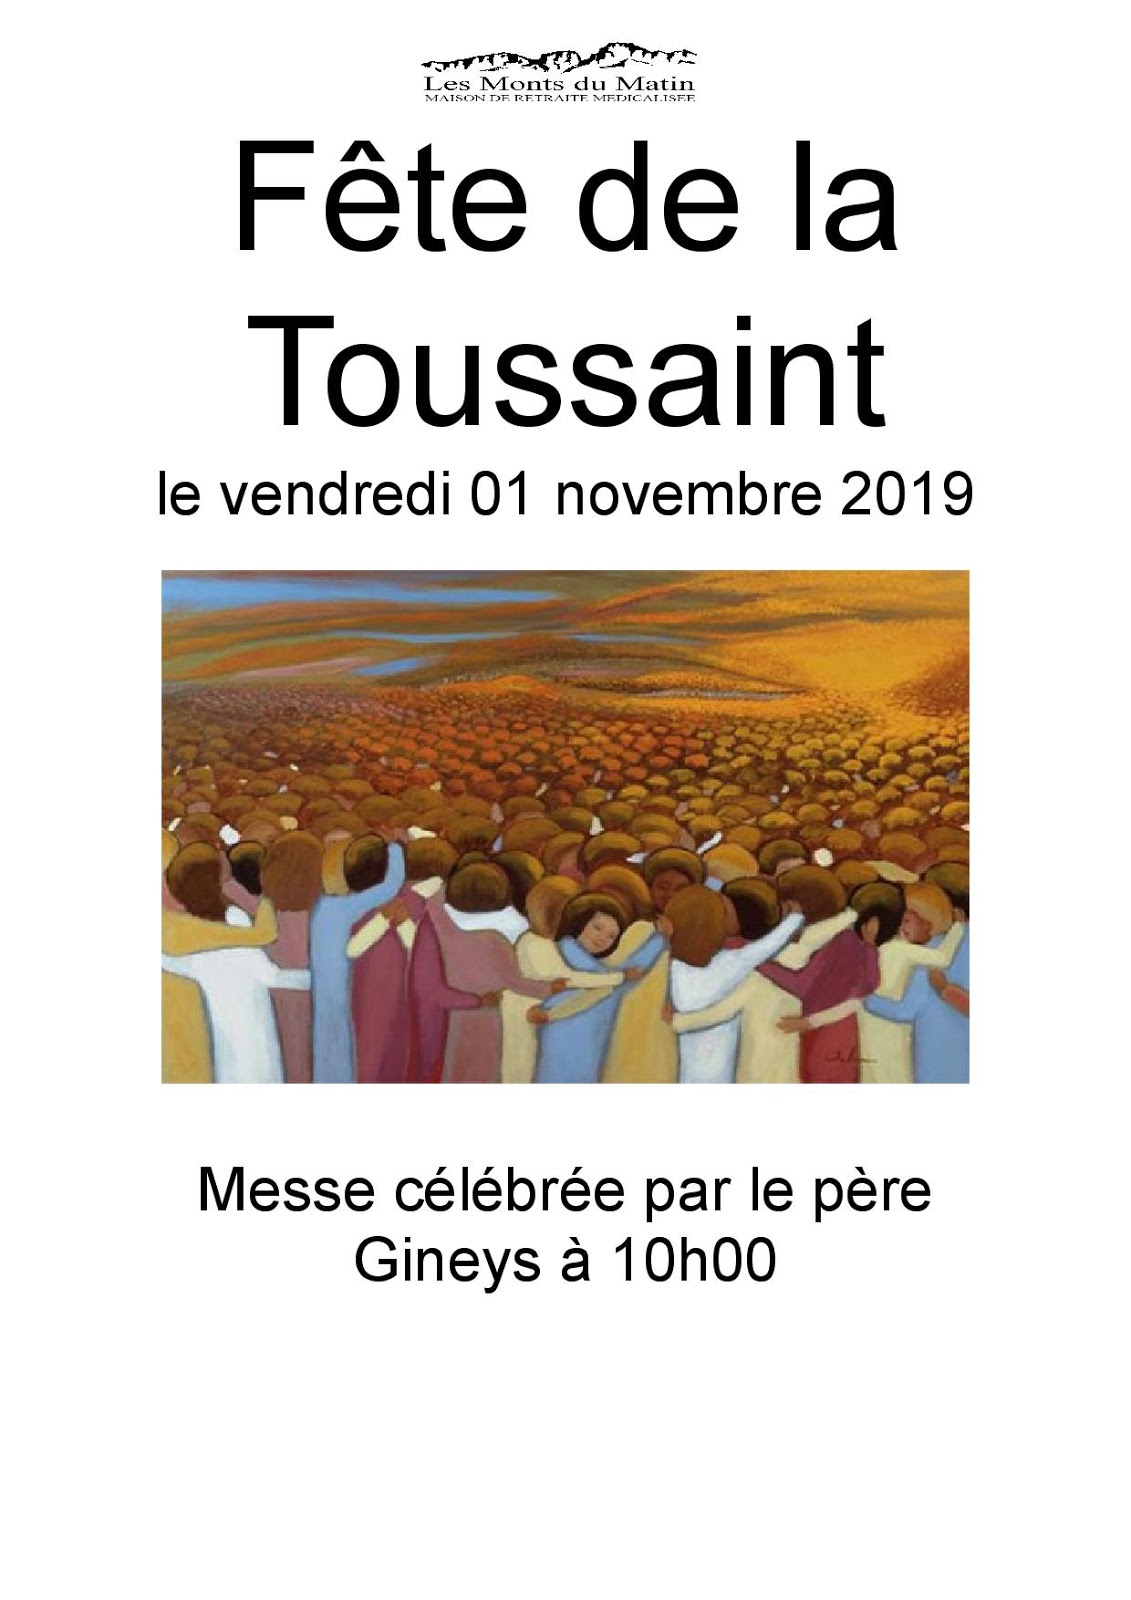 Les Monts du Matin
MAISON DE RETRAITE MEDICALISEE
Fête de la
Toussaint
le vendredi 01 novembre 2019
Messe célébrée par le père
Gineys à 10h00